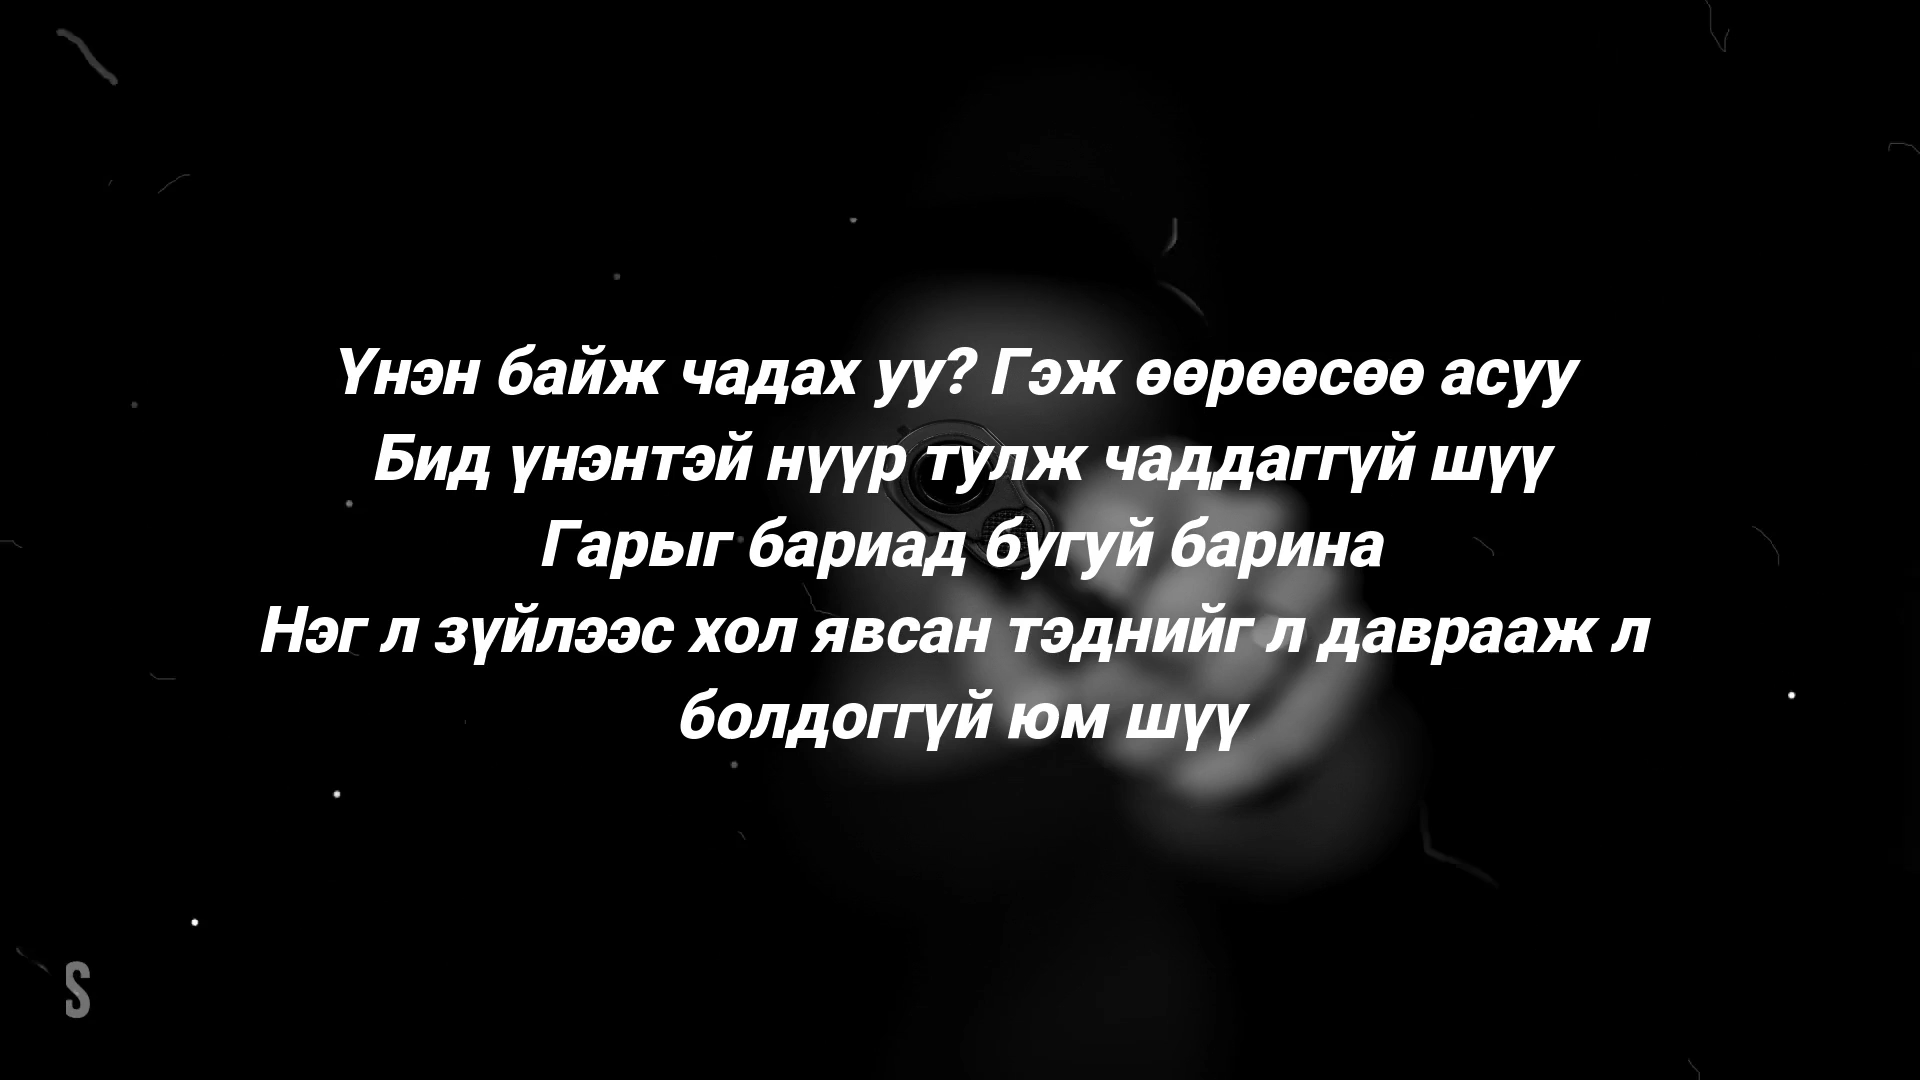 Үнэн байж чадах уу? Гэж өөрөөсөө асуу
Бид үнэнтэй нүүр тулж чаддаггүй шүү
Гарыг бариад бугуй барина
Нэг л зүйлээс хол явсан тэднийг л даврааж л
болдоггүй юм шүү
S